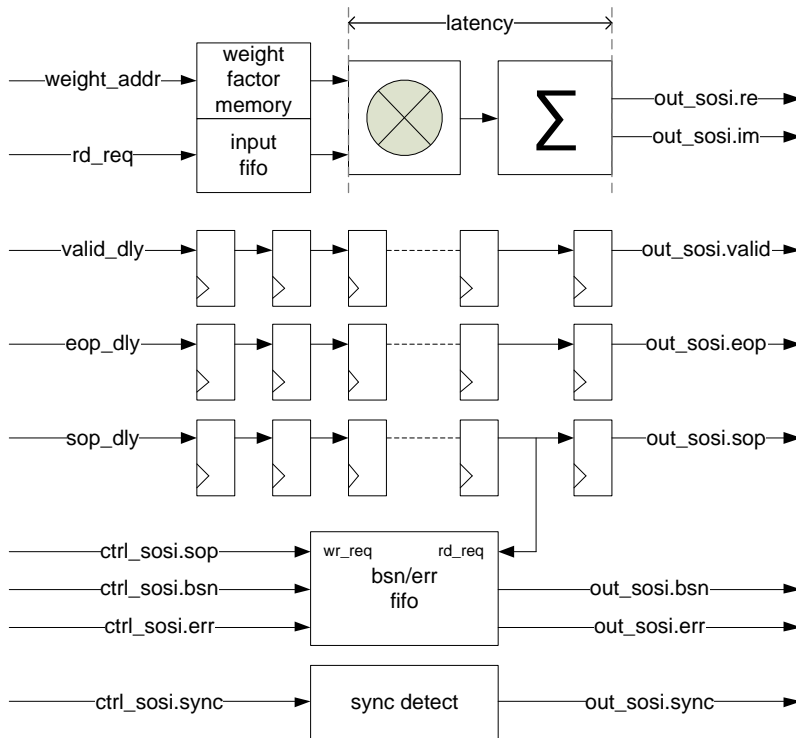 latency
weight
factor
memory
weight_addr
out_sosi.re
out_sosi.im
Σ
input
fifo
rd_req
valid_dly
out_sosi.valid
eop_dly
out_sosi.eop
sop_dly
out_sosi.sop
ctrl_sosi.sop
wr_req
rd_req
bsn/err
fifo
ctrl_sosi.bsn
out_sosi.bsn
ctrl_sosi.err
out_sosi.err
ctrl_sosi.sync
sync detect
out_sosi.sync